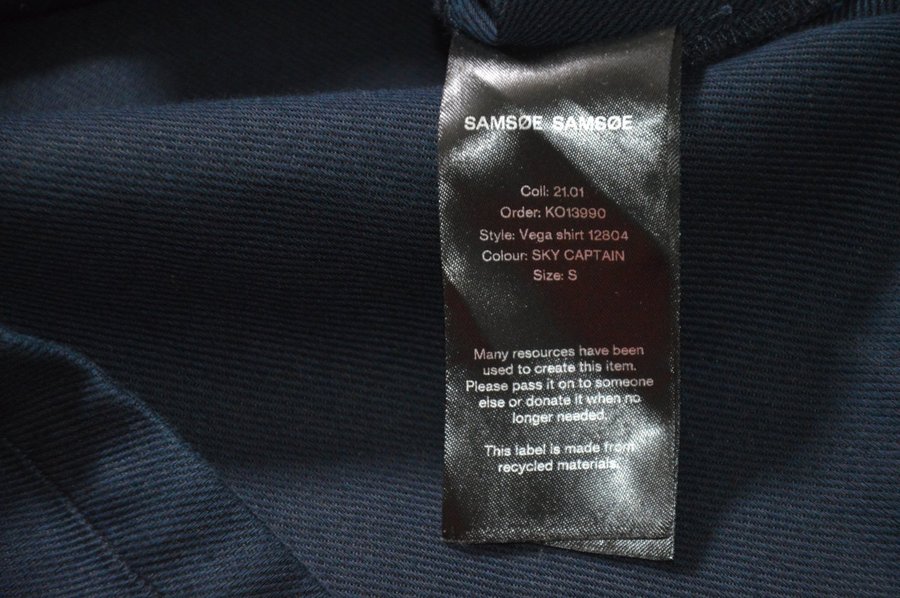 SAMSØE SAMSØE
Coll: 21.01
Order: KO13990
Style: Vega shirt 12804
Colour: SKY CAPTAIN
Size: S
Many resources have been
used to create this item.
Please pass it on to someone
else or donate it when no
longer needed.
This label is made from
recycled materials.